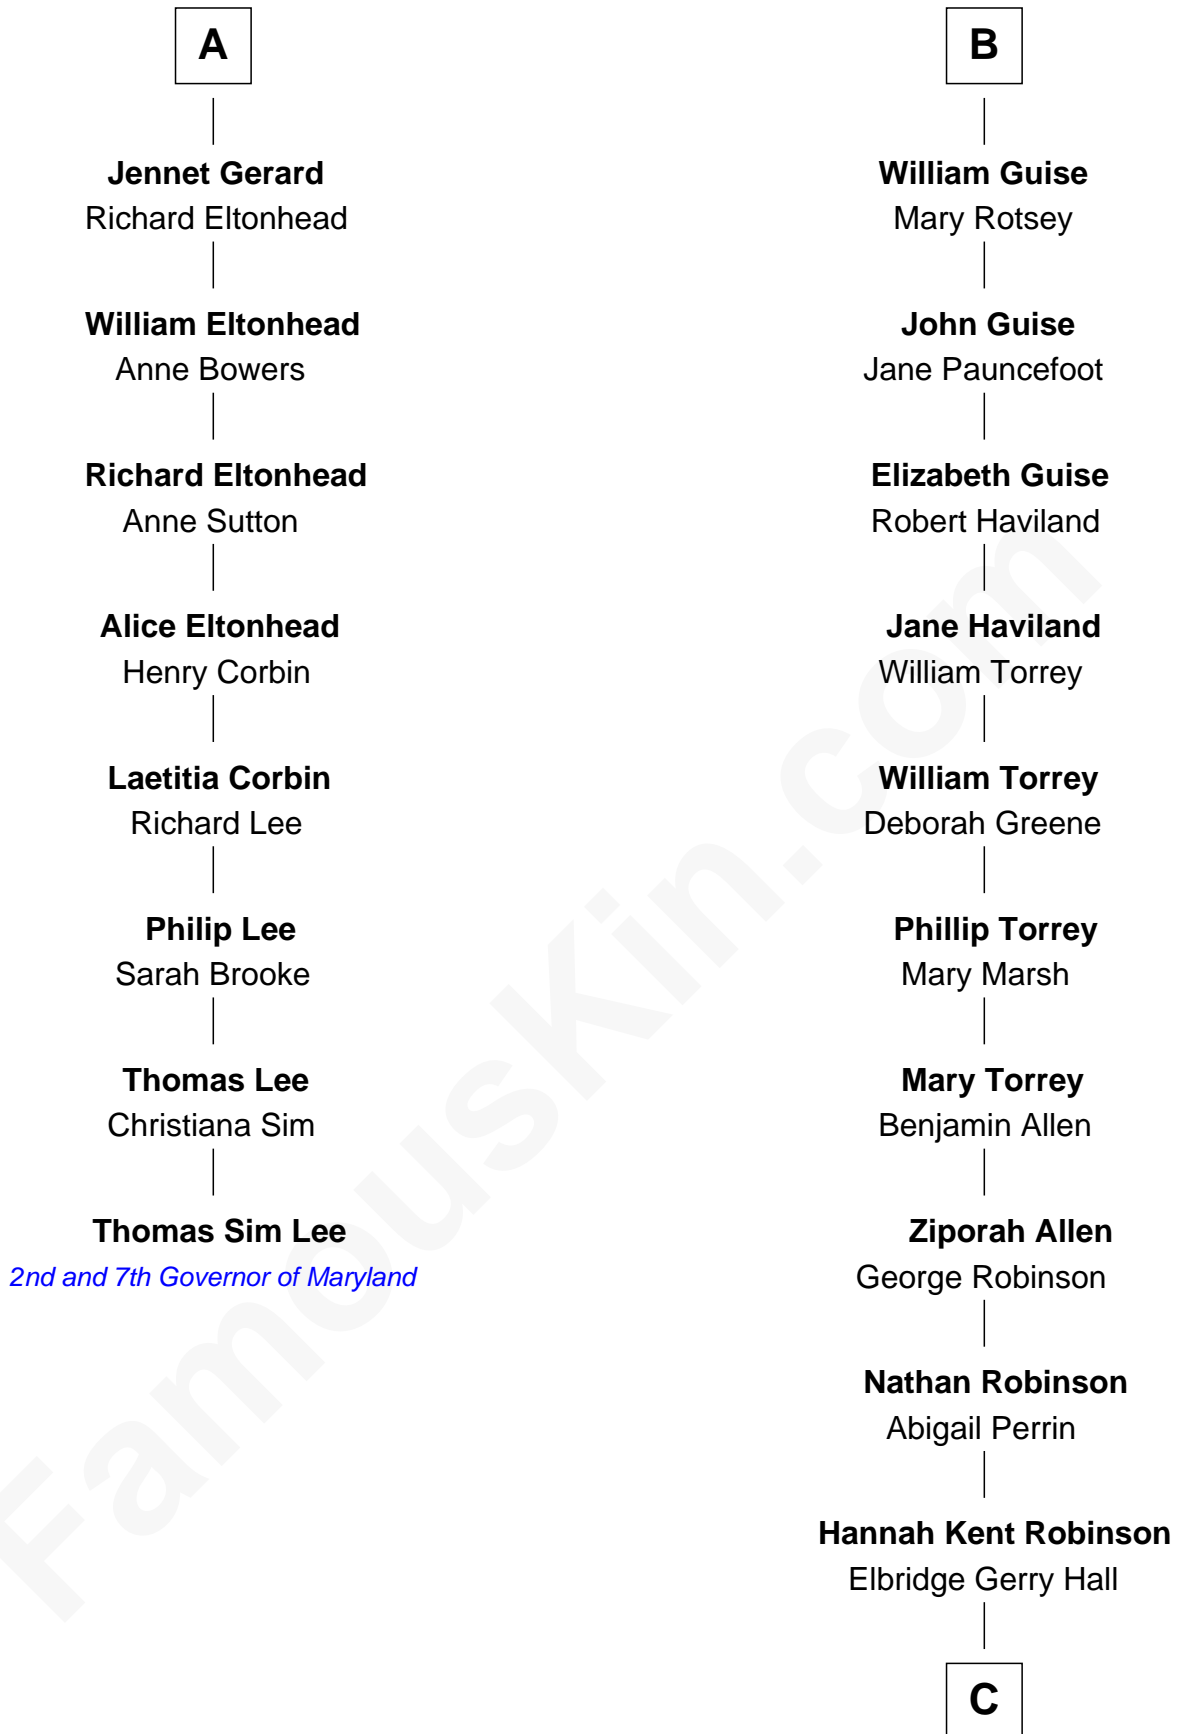 A
Jennet Gerard
Richard Eltonhead
William Eltonhead
Anne Bowers
Richard Eltonhead
Anne Sutton
Alice Eltonhead
Henry Corbin
Laetitia Corbin
Richard Lee
Philip Lee
Sarah Brooke
Thomas Lee
Christiana Sim
Thomas Sim Lee
2nd and 7th Governor of Maryland
B
William Guise
Mary Rotsey
John Guise
Jane Pauncefoot
Elizabeth Guise
Robert Haviland
Jane Haviland
William Torrey
William Torrey
Deborah Greene
Phillip Torrey
Mary Marsh
Mary Torrey
Benjamin Allen
Ziporah Allen
George Robinson
Nathan Robinson
Abigail Perrin
Hannah Kent Robinson
Elbridge Gerry Hall
C
FamousKin.com